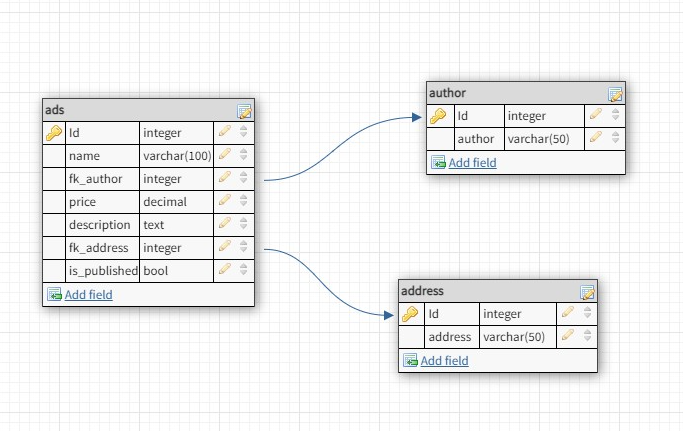 ads
Id integer
name varchar(100)
fk_author integer
price decimal
description text
fk_address integer
is_published bool
Add field
author
Id integer
author varchar(50)
Add field
address
Id integer
address varchar(50)
Add field